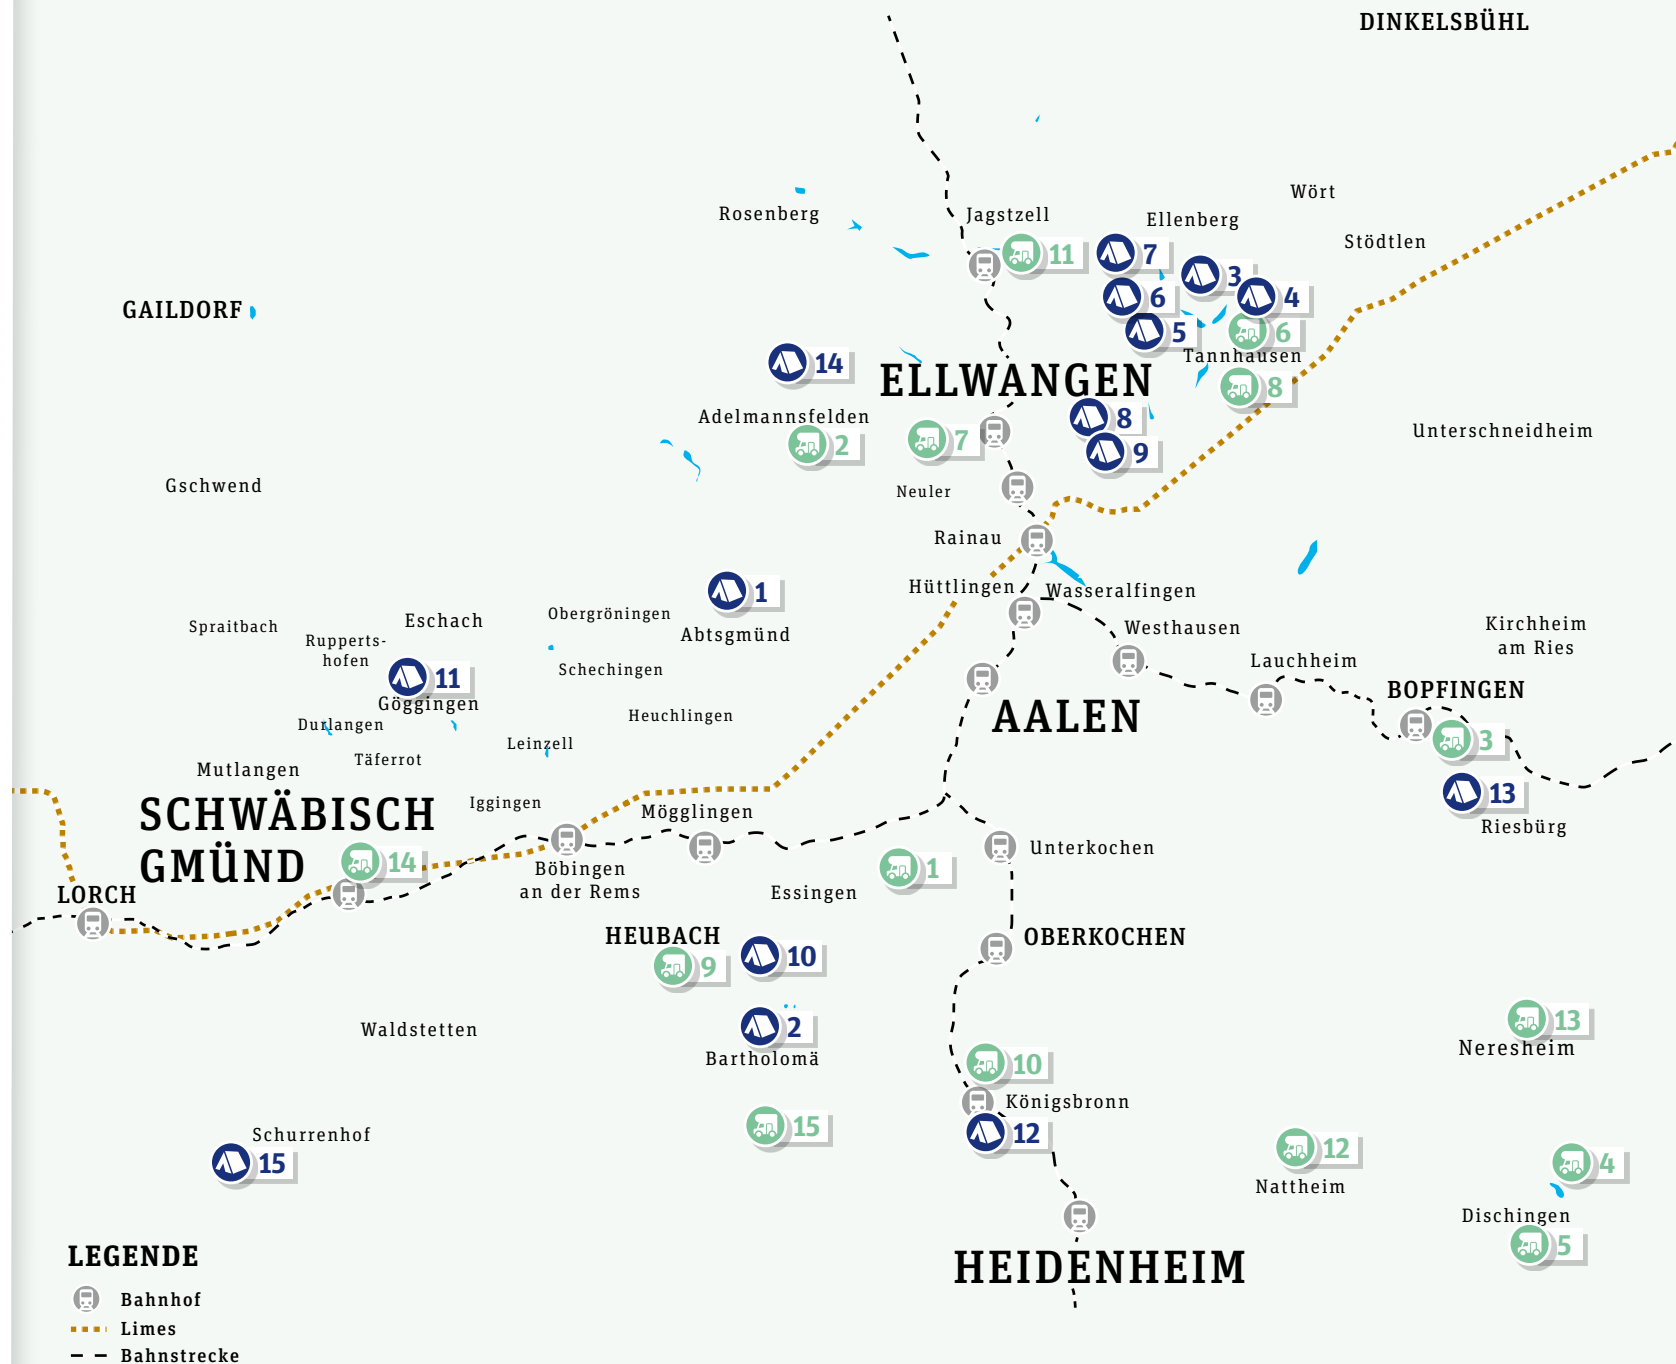 DINKELSBÜHL
Wört
Rosenberg
Jagstzell
Ellenberg
Stödtlen
11
7
3
6
4
GAILDORF
5
6
Tannhausen
14
ELLWANGEN
8
Adelmannsfelden
8
2
7
9
Unterschneidheim
Gschwend
Neuler
Rainau
Hüttlingen
Wasseralfingen
1
Spraitbach
Rupperts-
hofen
Eschach
Obergröningen
Abtsgmünd
Westhausen
Kirchheim
am Ries
Lauchheim
11
Göggingen
Schechingen
BOPFINGEN
Durlangen
Heuchlingen
AALEN
3
Leinzell
Täferrot
Mutlangen
13
Riesbürg
SCHWÄBISCH
GMÜND
Iggingen
Mögglingen
14
Böbingen
an der Rems
Unterkochen
1
Essingen
LORCH
HEUBACH
OBERKOCHEN
9
10
2
Waldstetten
Bartholomä
13
Neresheim
10
Königsbronn
12
15
Schurrenhof
15
12
Nattheim
4
Dischingen
5
HEIDENHEIM
LEGENDE
Bahnhof
Limes
Bahnstrecke